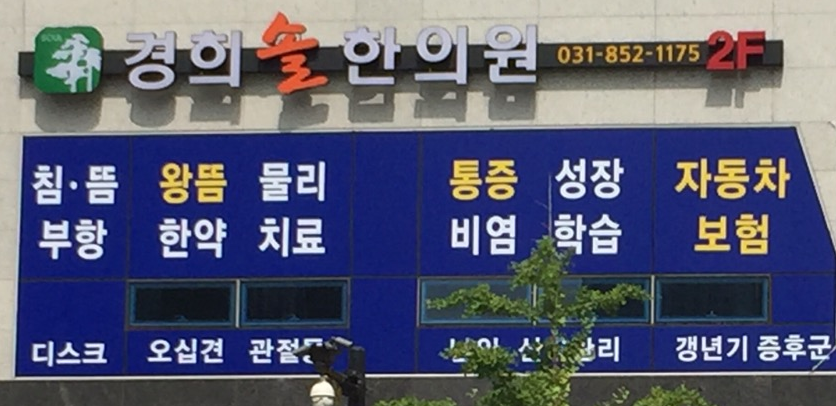 경희솔한의원 031-852-1175 2F
침·뜸 왕뜸 물리 통증 성장 자동차
부항 한약 치료 비염 학습 보험
디스크 오십견 갱년기 증후군